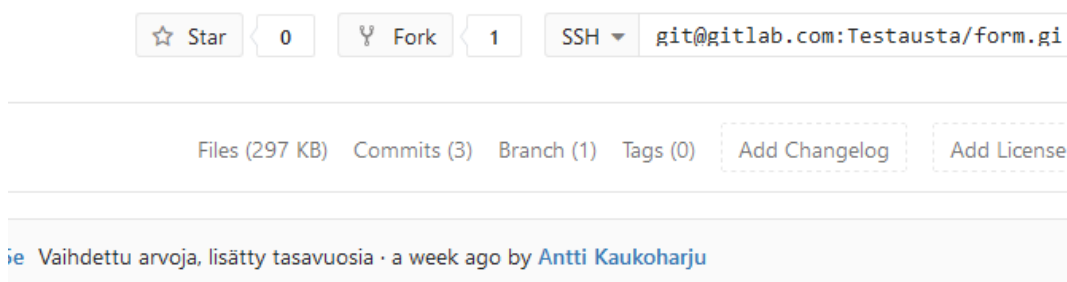 Star 0 Fork 1 SSH git@gitlab.com:Testausta/form.gi
Files (297 KB) Commits (3) Branch (1) Tags (0) Add Changelog Add License
5e Vaihdettu arvoja, lisätty tasavuosia · a week ago by Antti Kaukoharju